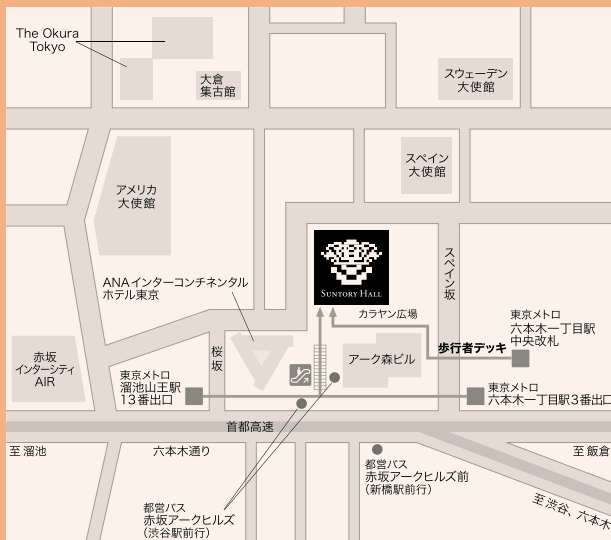 The Okura
Tokyo
大倉
集古館
スウェーデン
大使館
スペイン
大使館
アメリカ
大使館
スペイン坂
SUNTORY HALL
ANAインターコンチネンタル
ホテル東京
カラヤン広場
東京メトロ
六本木一丁目駅
中央改札
歩行者デッキ
桜坂
アーク森ビル
赤坂
インターシティ
AIR
東京メトロ
溜池山王駅
13番出口
東京メトロ
六本木一丁目駅3番出口
首都高速
至溜池
六本木通り
至飯倉
都営バス
赤坂アークヒルズ前
(新橋駅前行)
都営バス
赤坂アークヒルズ
(渋谷駅前行)
至渋谷、六本木